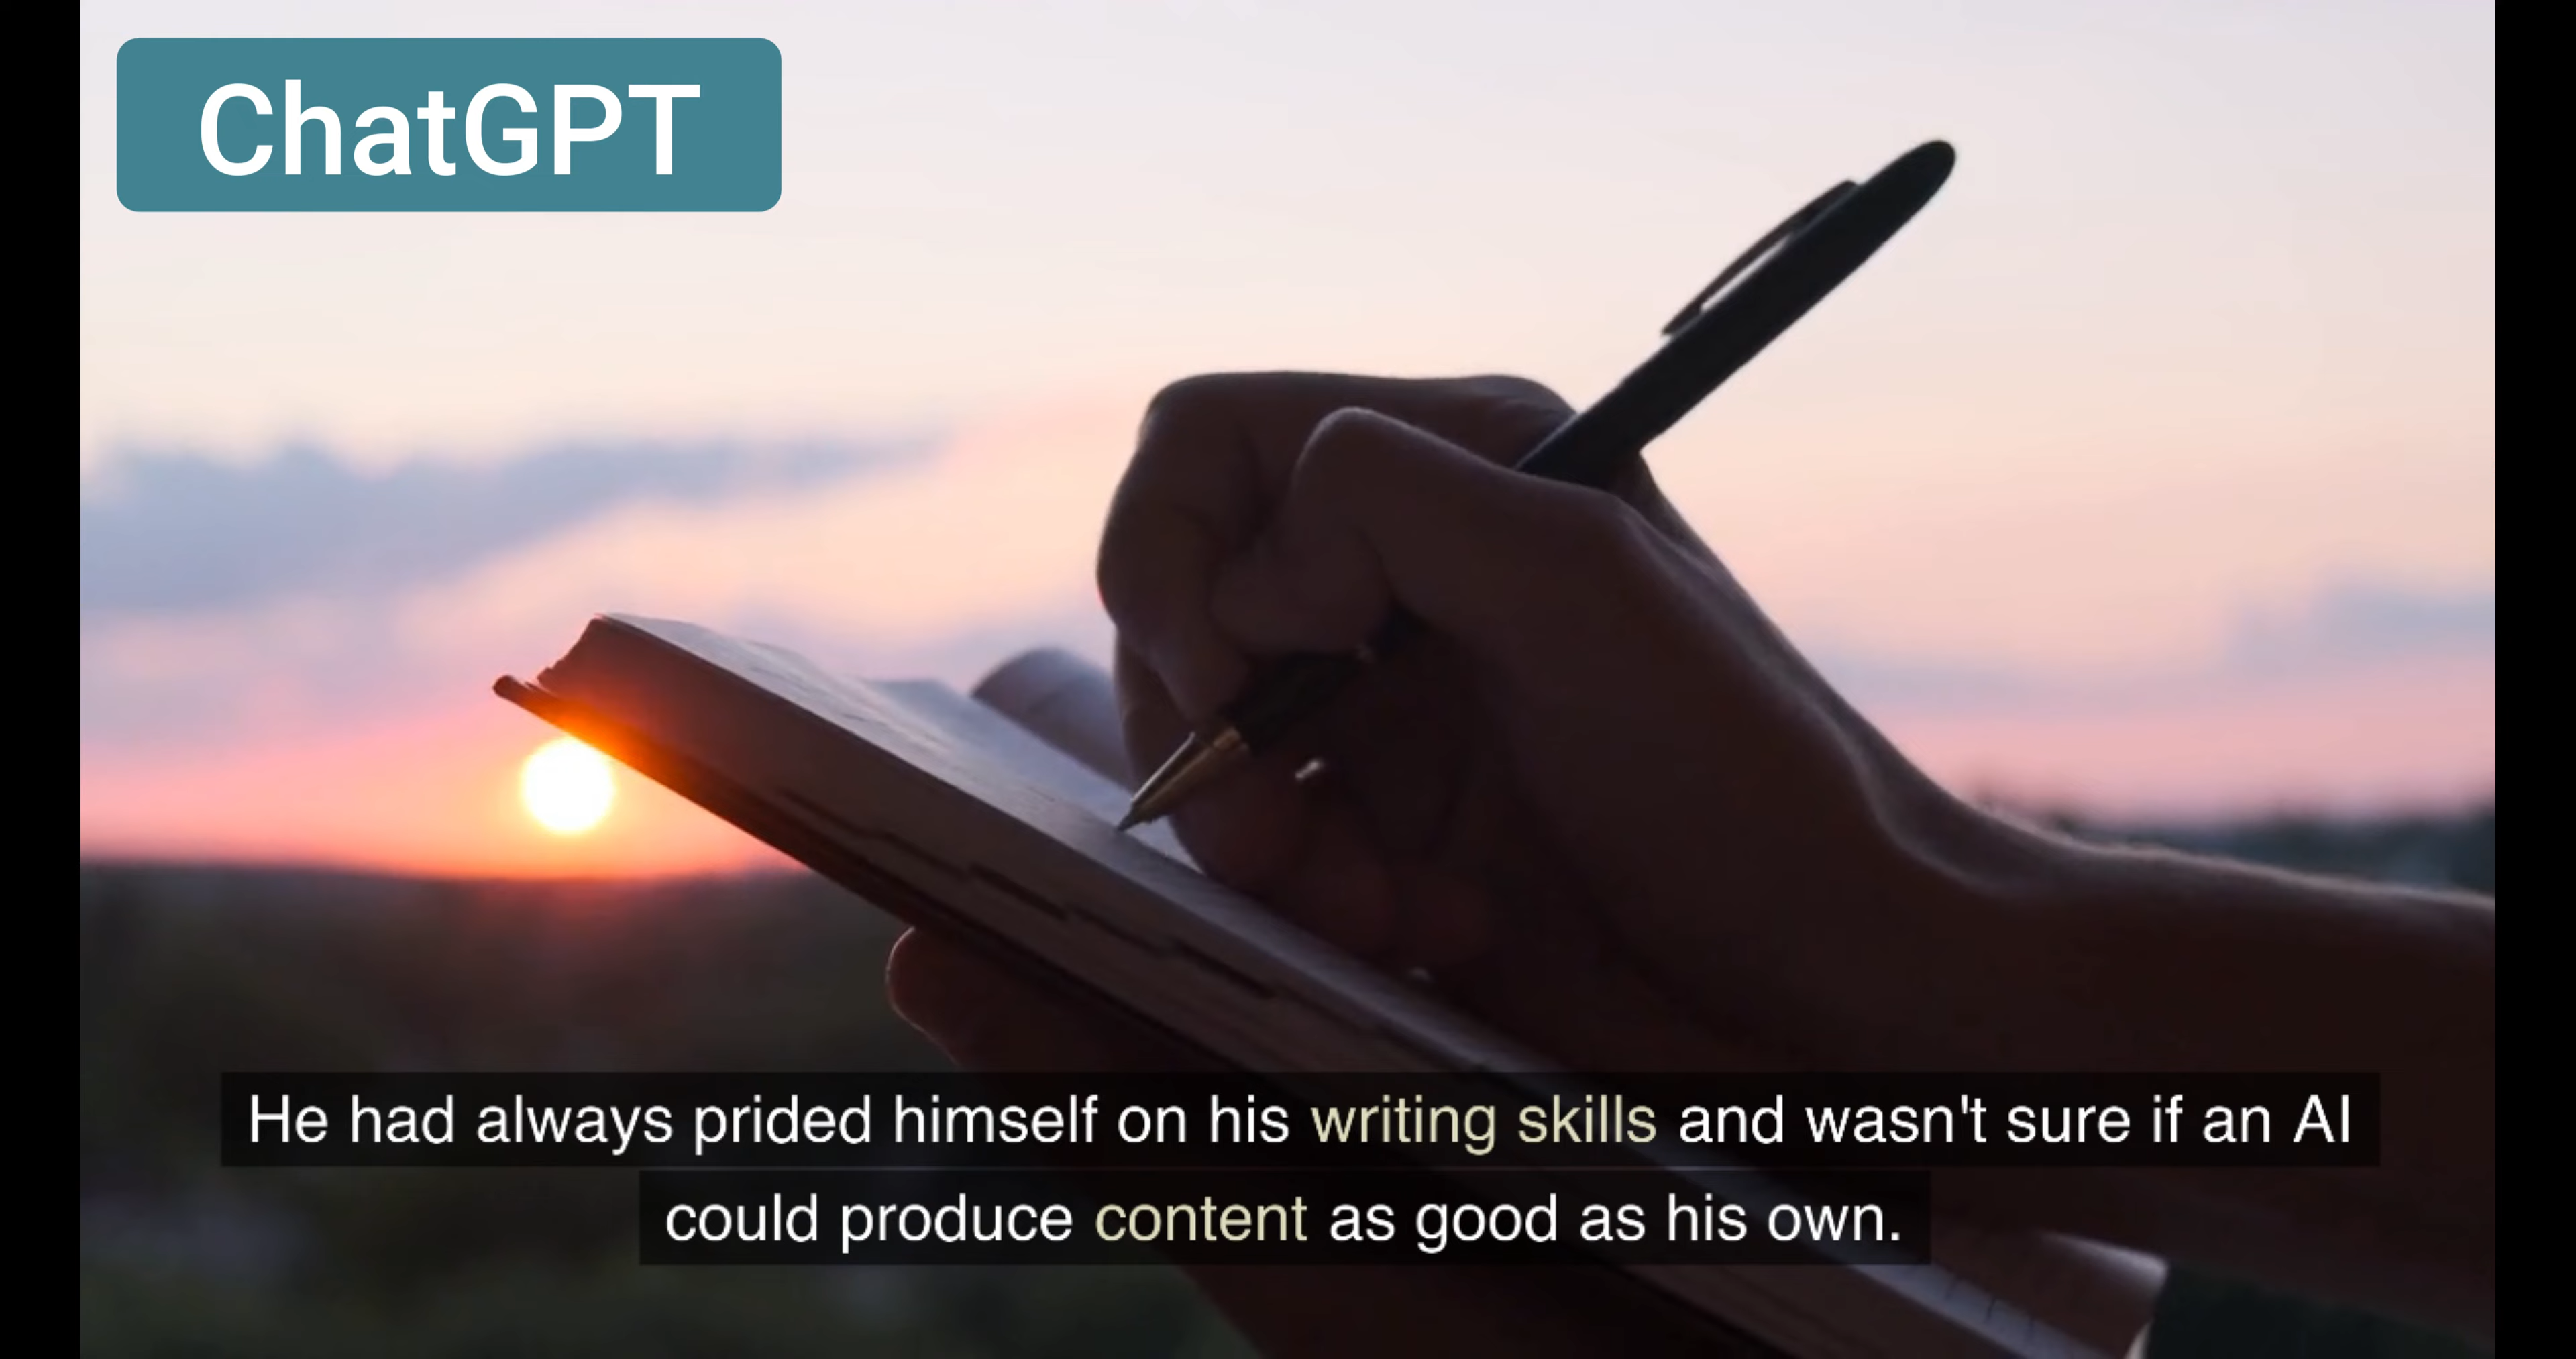 ChatGPT
He had always prided himself on his writing skills and wasn't sure if an AI
could produce content as good as his own.